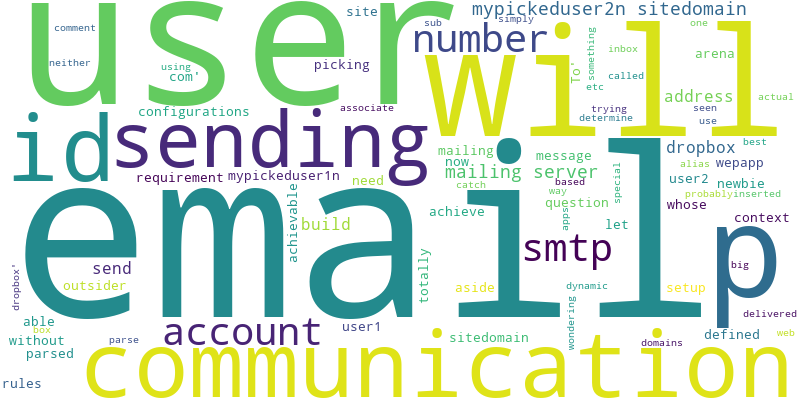 user
will
email
communication
id
sending
p
account
smtp
number
mypickeduser2n sitedomain
site
sub
simply
comment
neither
using
com'
picking
configurations
associate
something
To'
one
arena
inbox
called
etc
actual
address
trying
determine
seen
use
requirement
mypickeduser1n
mailing
message
mailing server
now
need
catch
based
way
special
dropbox
best
alias
wepapp
user2
newbie
probably
inserted
question
whose
achievable
build
achieve
apps
let
context
send
outsider
totally
aside
dynamic
setup
big
dropbox'
able
box
without
parsed
parse
user1
sitedomain
wondering
domains
delivered
defined
web
rules